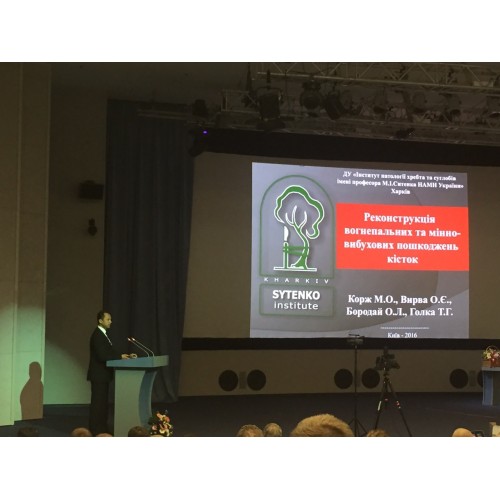 ДУ «Інститут патології хребта та суглобів
імені професора М.І.Ситенка НАМН України»
Харків
Реконструкція
вогнепальних та мінно-
вибухових пошкоджень
кісток
KHARKIV
SYTENKO
institute
Корж М.О., Вирва О.Є.,
Бородай О.Л., Голка Т.Г.
Київ - 2016